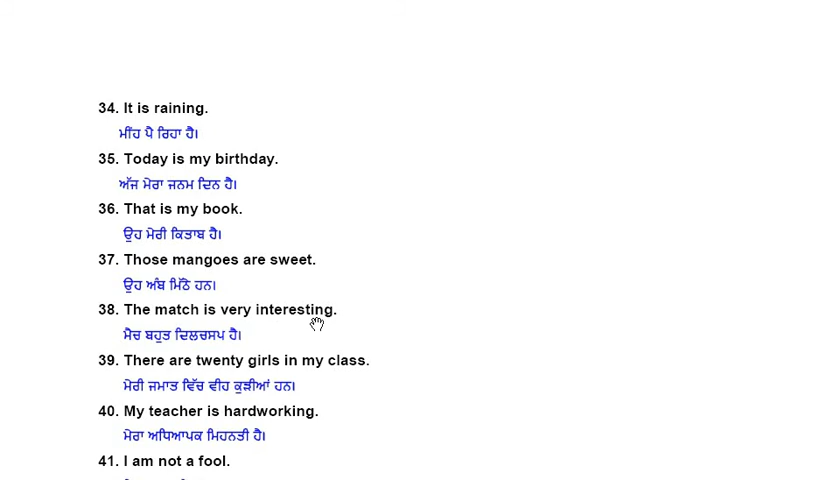 34. It is raining.
ਮੀਂਹ ਪੈ ਰਿਹਾ ਹੈ।
35. Today is my birthday.
ਅੱਜ ਮੇਰਾ ਜਨਮ ਦਿਨ ਹੈ।
36. That is my book.
ਉਹ ਮੇਰੀ ਕਿਤਾਬ ਹੈ।
37. Those mangoes are sweet.
ਉਹ ਅੰਬ ਮਿੱਠੇ ਹਨ।
38. The match is very interesting.
ਮੈਚ ਬਹੁਤ ਦਿਲਚਸਪ ਹੈ।
39. There are twenty girls in my class.
ਮੇਰੀ ਜਮਾਤ ਵਿੱਚ ਵੀਹ ਕੁੜੀਆਂ ਹਨ।
40. My teacher is hardworking.
ਮੇਰਾ ਅਧਿਆਪਕ ਮਿਹਨਤੀ ਹੈ।
41. I am not a fool.